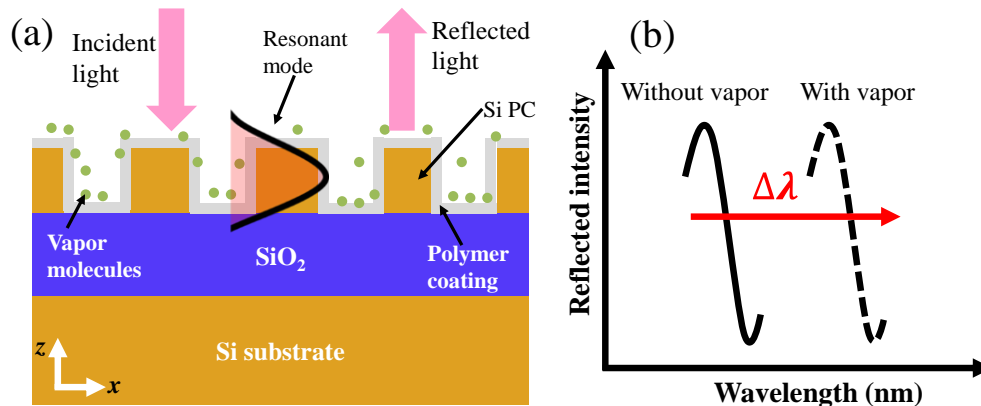 (a)
Incident
light
Resonant
mode
Reflected
light
Si PC
Vapor
molecules
SiO2
Polymer
coating
Si substrate
z
x
(b)
Without vapor
With vapor
Δλ
Reflected intensity
Wavelength (nm)